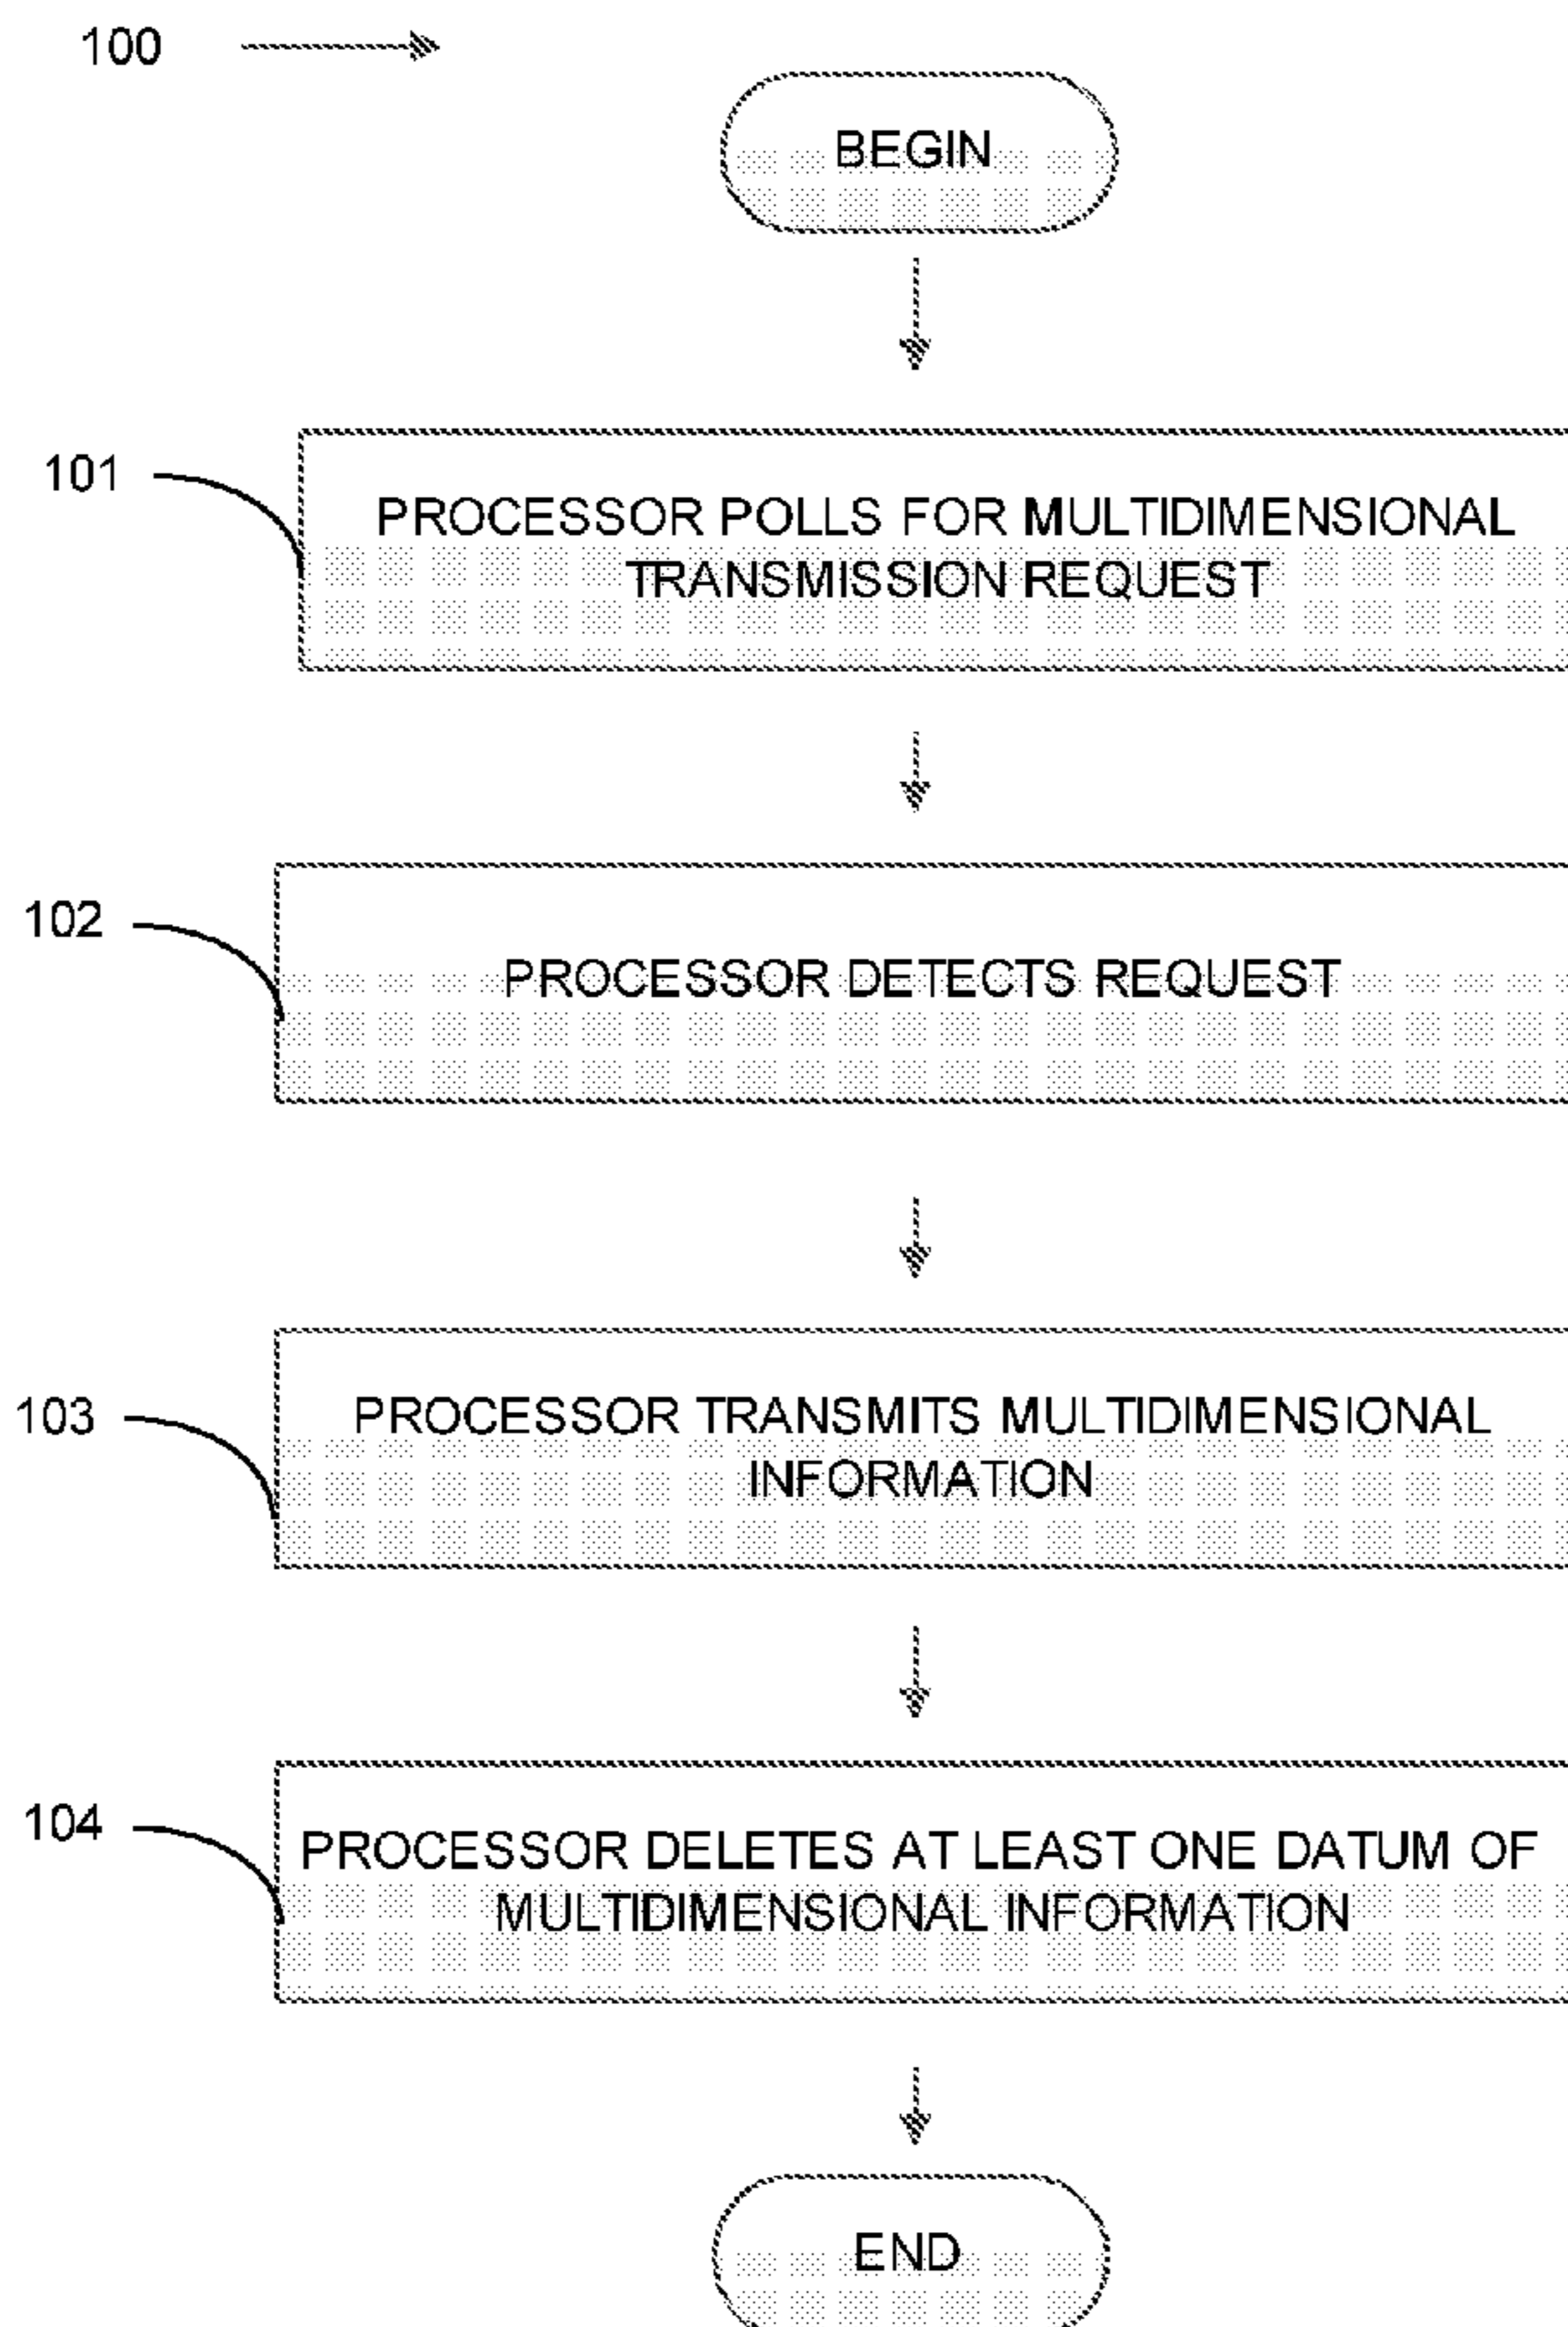 100
BEGIN
101
PROCESSOR POLLS FOR MULTIDIMENSIONAL
TRANSMISSION REQUEST
102
PROCESSOR DETECTS REQUEST
103
PROCESSOR TRANSMITS MULTIDIMENSIONAL
INFORMATION
104
PROCESSOR DELETES AT LEAST ONE DATUM OF
MULTIDIMENSIONAL INFORMATION
END